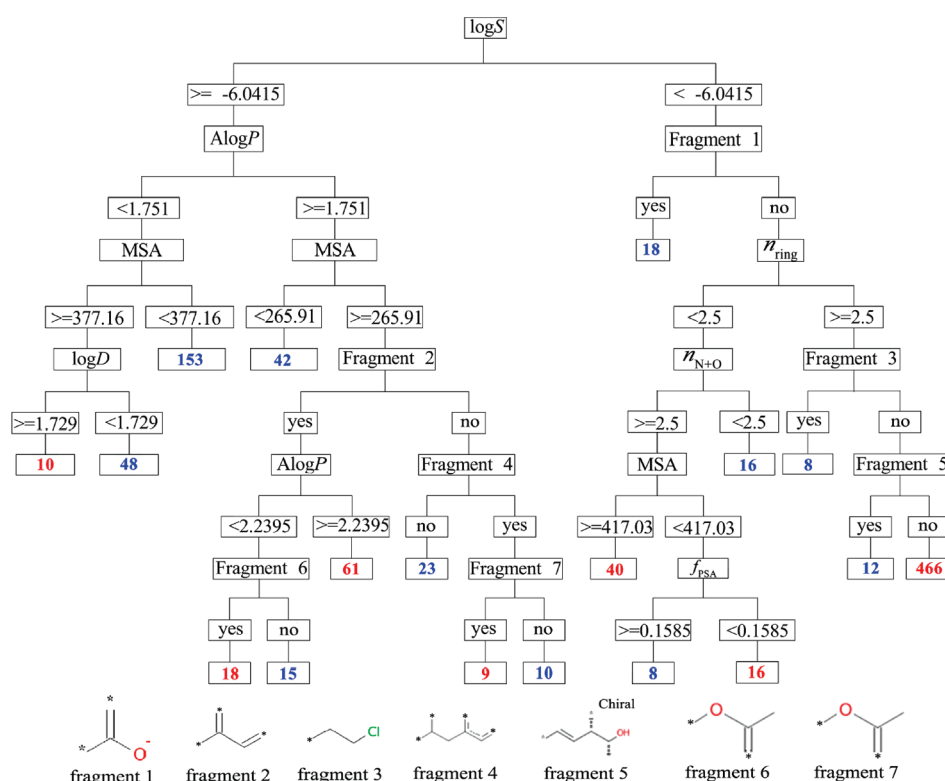 logS
>= -6.0415 < -6.0415
AlogP Fragment 1
<1.751 >=1.751 yes no
MSA MSA 18 n_ring
>=377.16 <377.16 <265.91 >=265.91 <2.5 >=2.5
logD 153 42 Fragment 2 n_N+O Fragment 3
>=1.729 <1.729 yes no >=2.5 <2.5 yes no
10 48 AlogP Fragment 4 MSA 16 8 Fragment 5
<2.2395 >=2.2395 no yes >=417.03 <417.03 yes no
Fragment 6 61 23 Fragment 7 40 f_PSA 12 466
yes no yes no >=0.1585 <0.1585
18 15 9 10 8 16
* * O- * * * * Cl * * * Chiral * * OH * * O * * O *
fragment 1 fragment 2 fragment 3 fragment 4 fragment 5 fragment 6 fragment 7